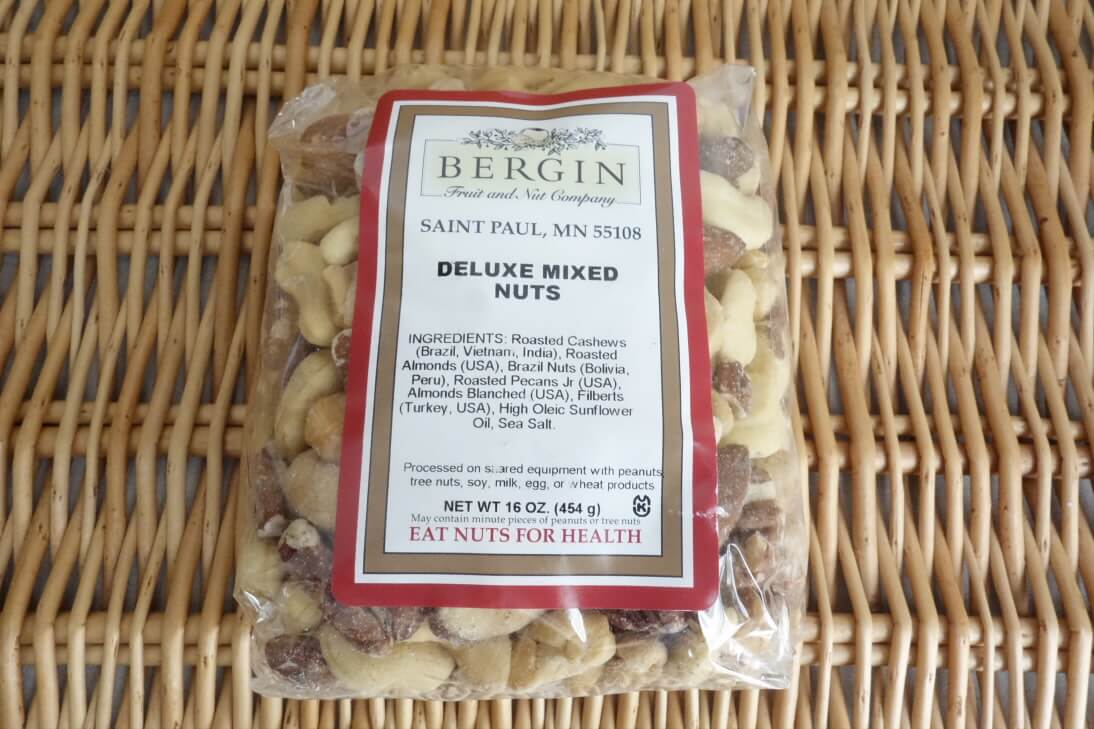 BERGIN
Fruit and Nut Company
SAINT PAUL, MN 55108
DELUXE MIXED
NUTS
INGREDIENTS: Roasted Cashews
(Brazil, Vietnam, India), Roasted
Almonds (USA), Brazil Nuts (Bolivia,
Peru), Roasted Pecans Jr (USA),
Almonds Blanched (USA), Filberts
(Turkey, USA), High Oleic Sunflower
Oil, Sea Salt.
Processed on shared equipment with peanuts,
tree nuts, soy, milk, egg, or wheat products
NET WT 16 OZ. (454 g)
May contain minute pieces of peanuts or tree nuts
EAT NUTS FOR HEALTH